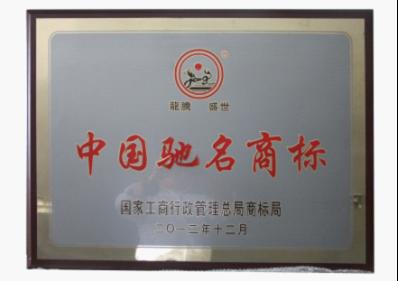 龍騰 盛世
中国驰名商标
国家工商行政管理总局商标局
二〇一二年十二月